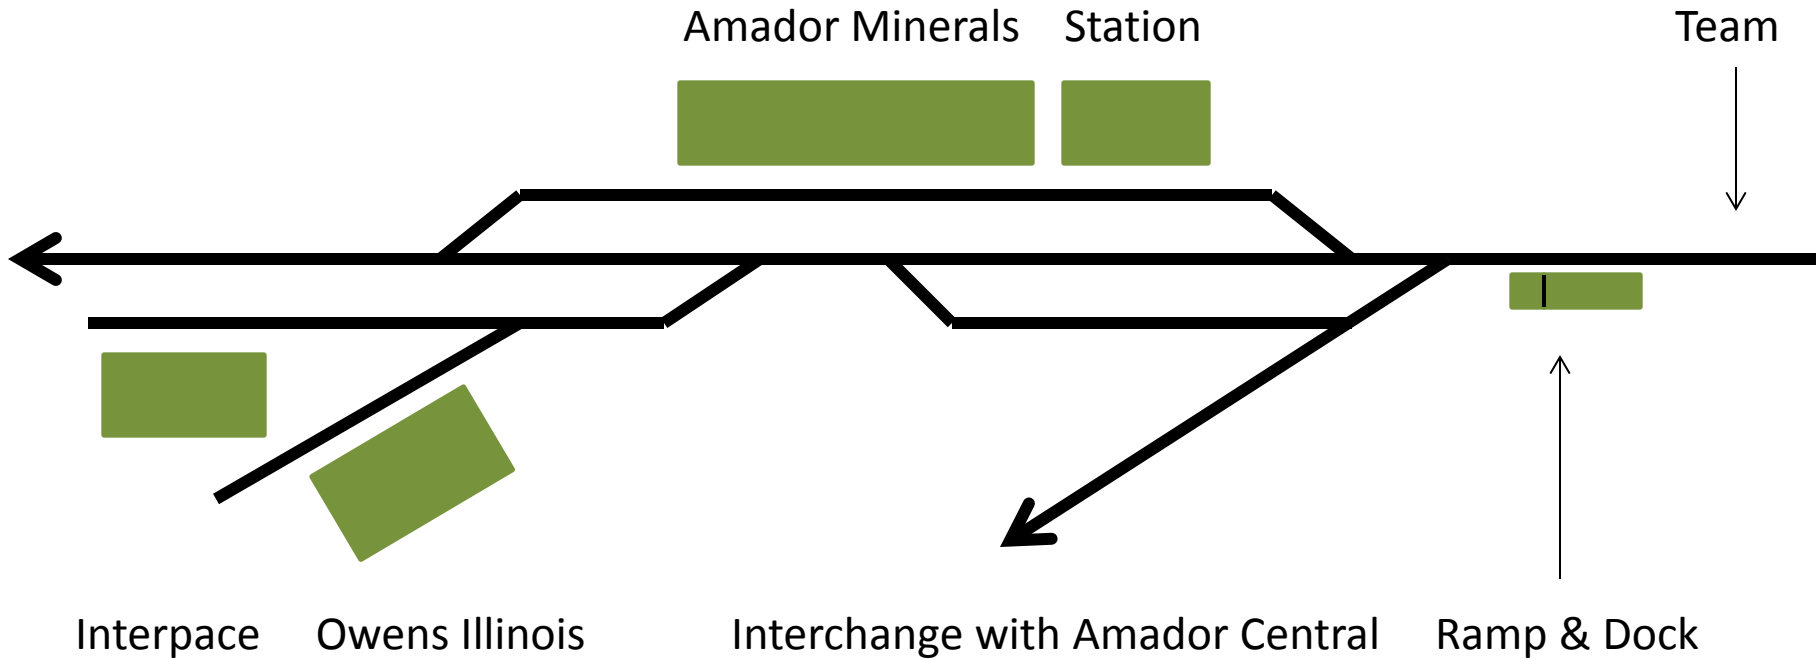 Amador Minerals
Station
Team
Interpace
Owens Illinois
Interchange with Amador Central
Ramp & Dock